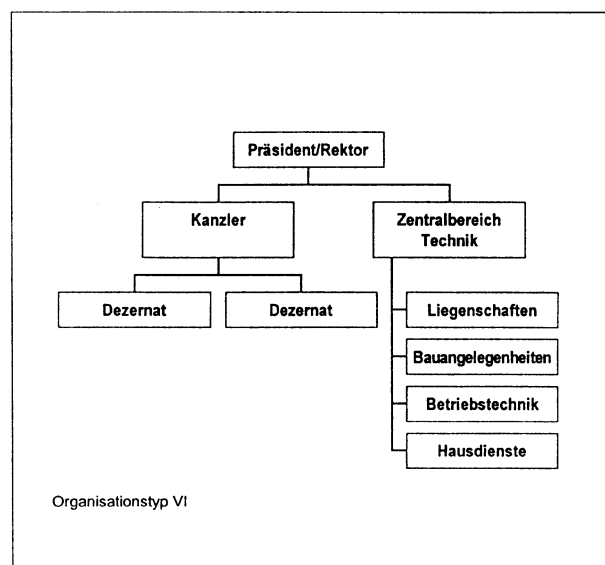 Präsident/Rektor
Kanzler
Zentralbereich
Technik
Dezernat
Dezernat
Liegenschaften
Bauangelegenheiten
Betriebstechnik
Hausdienste
Organisationstyp VI